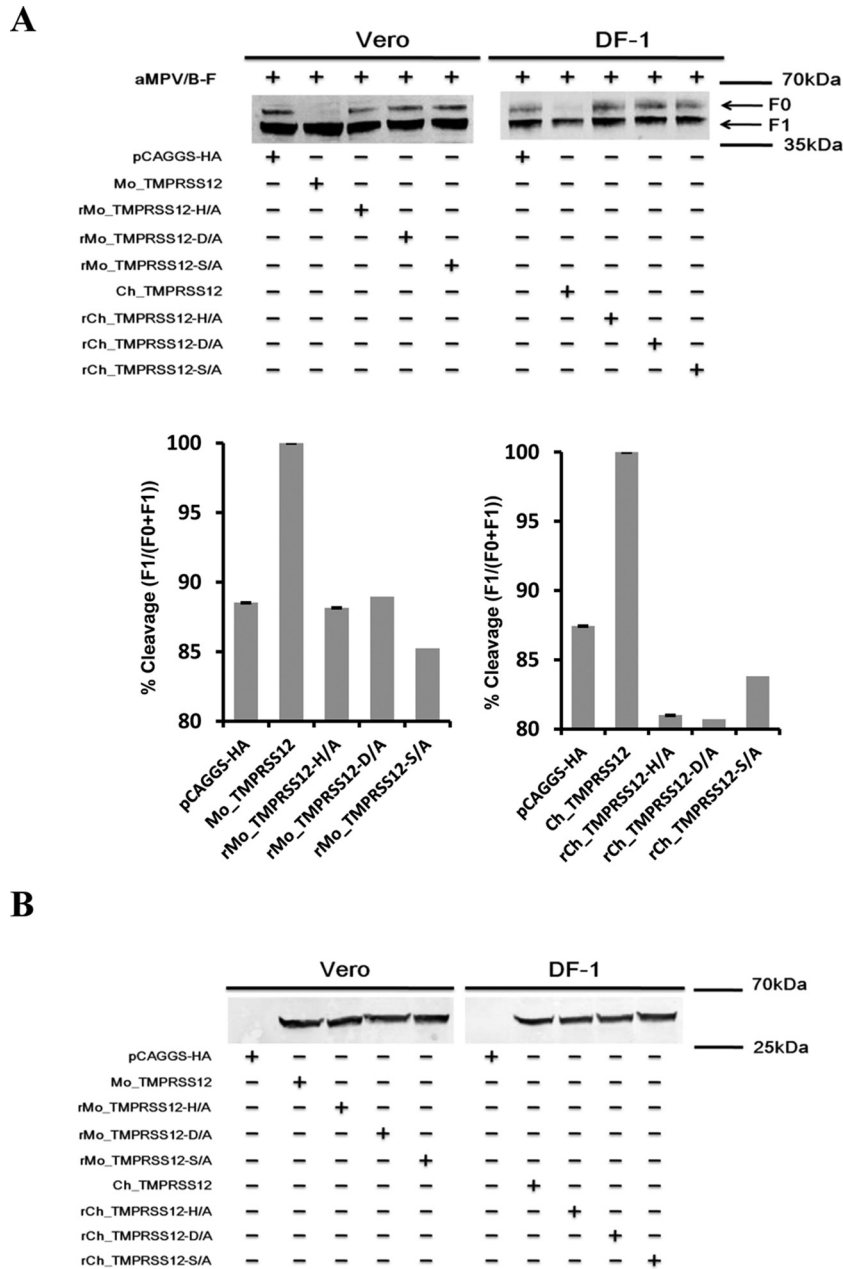 A
Vero DF-1
aMPV/B-F + + + + + + + + + + 70kDa
F0
F1
35kDa
pCAGGS-HA + − − − − + − − − −
Mo_TMPRSS12 − + − − − − − − − −
rMo_TMPRSS12-H/A − − + − − − − − − −
rMo_TMPRSS12-D/A − − − + − − − − − −
rMo_TMPRSS12-S/A − − − − + − − − − −
Ch_TMPRSS12 − − − − − − + − − −
rCh_TMPRSS12-H/A − − − − − − − + − −
rCh_TMPRSS12-D/A − − − − − − − − + −
rCh_TMPRSS12-S/A − − − − − − − − − +
% Cleavage (F1/(F0+F1))
100
95
90
85
80
pCAGGS-HA
Mo_TMPRSS12
rMo_TMPRSS12-H/A
rMo_TMPRSS12-D/A
rMo_TMPRSS12-S/A
% Cleavage (F1/(F0+F1))
100
95
90
85
80
pCAGGS-HA
Ch_TMPRSS12
rCh_TMPRSS12-H/A
rCh_TMPRSS12-D/A
rCh_TMPRSS12-S/A
B
Vero DF-1
70kDa
25kDa
pCAGGS-HA + − − − − + − − − −
Mo_TMPRSS12 − + − − − − − − − −
rMo_TMPRSS12-H/A − − + − − − − − − −
rMo_TMPRSS12-D/A − − − + − − − − − −
rMo_TMPRSS12-S/A − − − − + − − − − −
Ch_TMPRSS12 − − − − − − + − − −
rCh_TMPRSS12-H/A − − − − − − − + − −
rCh_TMPRSS12-D/A − − − − − − − − + −
rCh_TMPRSS12-S/A − − − − − − − − − +